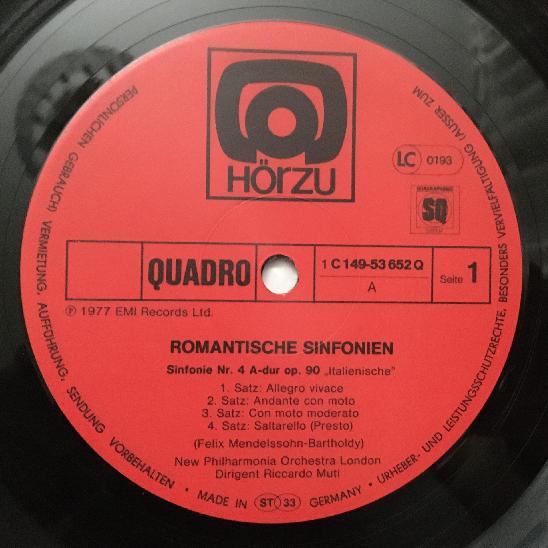 HÖRZU
LC 0193
QUADRAPHONIC
SQ
QUADRO
1 C 149-53 652 Q
A
Seite 1
℗ 1977 EMI Records Ltd.
ROMANTISCHE SINFONIEN
Sinfonie Nr. 4 A-dur op. 90 „Italienische“
1. Satz: Allegro vivace
2. Satz: Andante con moto
3. Satz: Con moto moderato
4. Satz: Saltarello (Presto)
(Felix Mendelssohn-Bartholdy)
New Philharmonia Orchestra London
Dirigent Riccardo Muti
URHEBER- UND LEISTUNGSSCHUTZRECHTE, BESONDERS VERVIELFÄLTIGUNG (AUSSER ZUM PERSÖNLICHEN GEBRAUCH) VERMIETUNG, AUFFÜHRUNG, SENDUNG VORBEHALTEN • MADE IN ST 33 GERMANY •